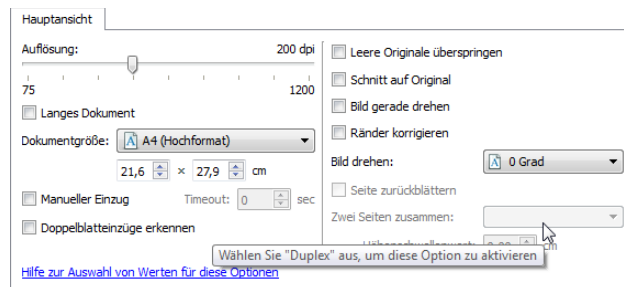 Hauptansicht
Auflösung: 200 dpi
75 1200
Langes Dokument
Dokumentgröße: A4 (Hochformat)
21,6 × 27,9 cm
Manueller Einzug Timeout: 0 sec
Doppelblatteinzüge erkennen
Hilfe zur Auswahl von Werten für diese Optionen
Leere Originale überspringen
Schnitt auf Original
Bild gerade drehen
Ränder korrigieren
Bild drehen: 0 Grad
Seite zurückblättern
Zwei Seiten zusammen:
cm
Wählen Sie "Duplex" aus, um diese Option zu aktivieren